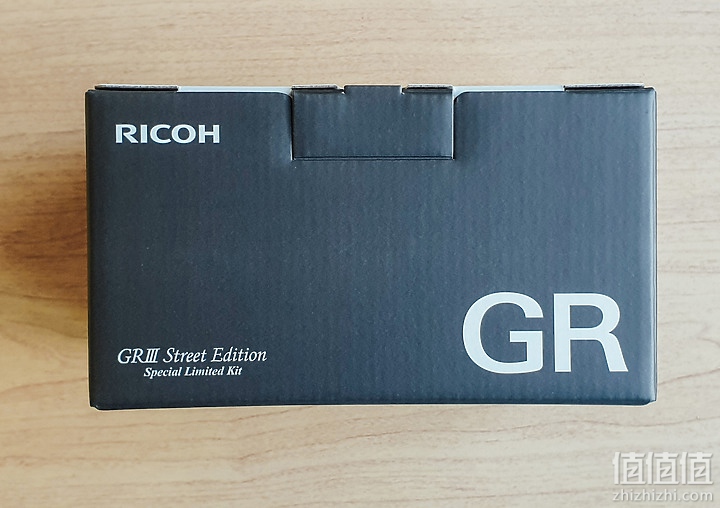 RICOH
GR
GRⅢ Street Edition
Special Limited Kit
值值值
zhizhizhi.com